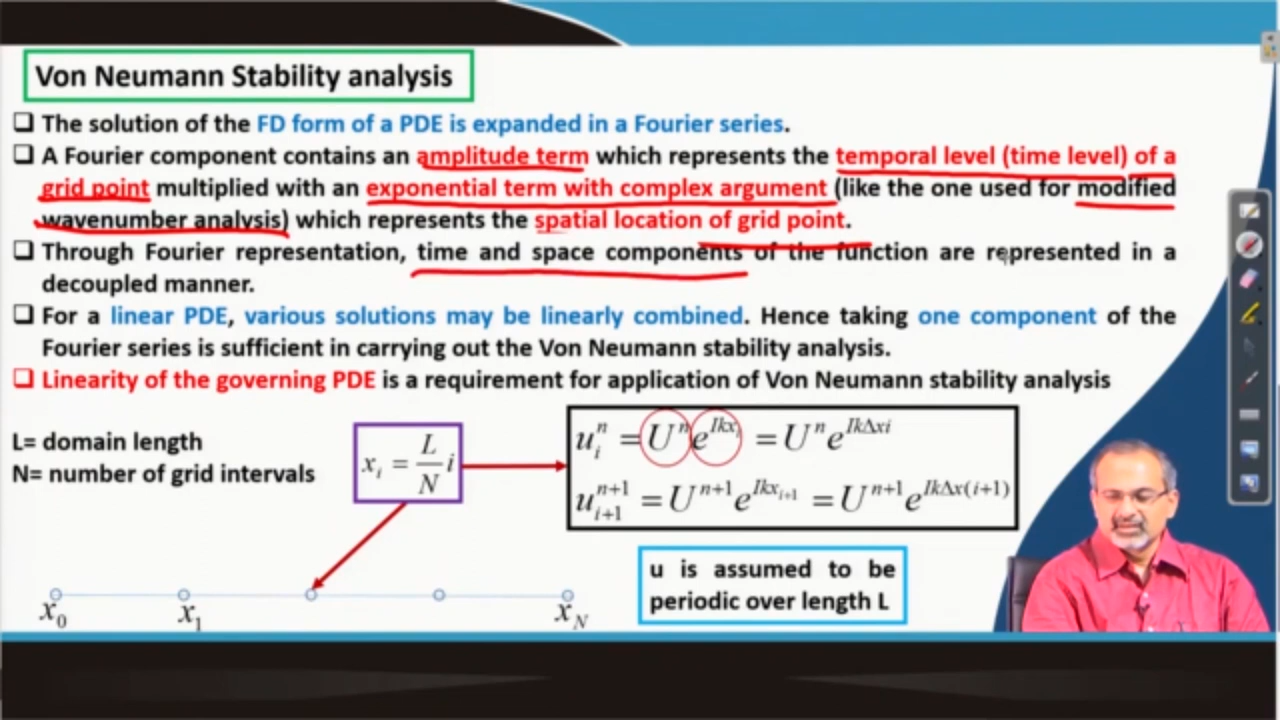 Von Neumann Stability analysis
❑ The solution of the FD form of a PDE is expanded in a Fourier series.
❑ A Fourier component contains an amplitude term which represents the temporal level (time level) of a
grid point multiplied with an exponential term with complex argument (like the one used for modified
wavenumber analysis) which represents the spatial location of grid point.
❑ Through Fourier representation, time and space components of the function are represented in a
decoupled manner.
❑ For a linear PDE, various solutions may be linearly combined. Hence taking one component of the
Fourier series is sufficient in carrying out the Von Neumann stability analysis.
❑ Linearity of the governing PDE is a requirement for application of Von Neumann stability analysis
L= domain length
N= number of grid intervals
x_i = L/N i
u_i^n = U^n e^{Ikx_i} = U^n e^{IkΔxi}
u_{i+1}^{n+1} = U^{n+1} e^{Ikx_{i+1}} = U^{n+1} e^{IkΔx(i+1)}
u is assumed to be
periodic over length L
x_0 x_1 x_N